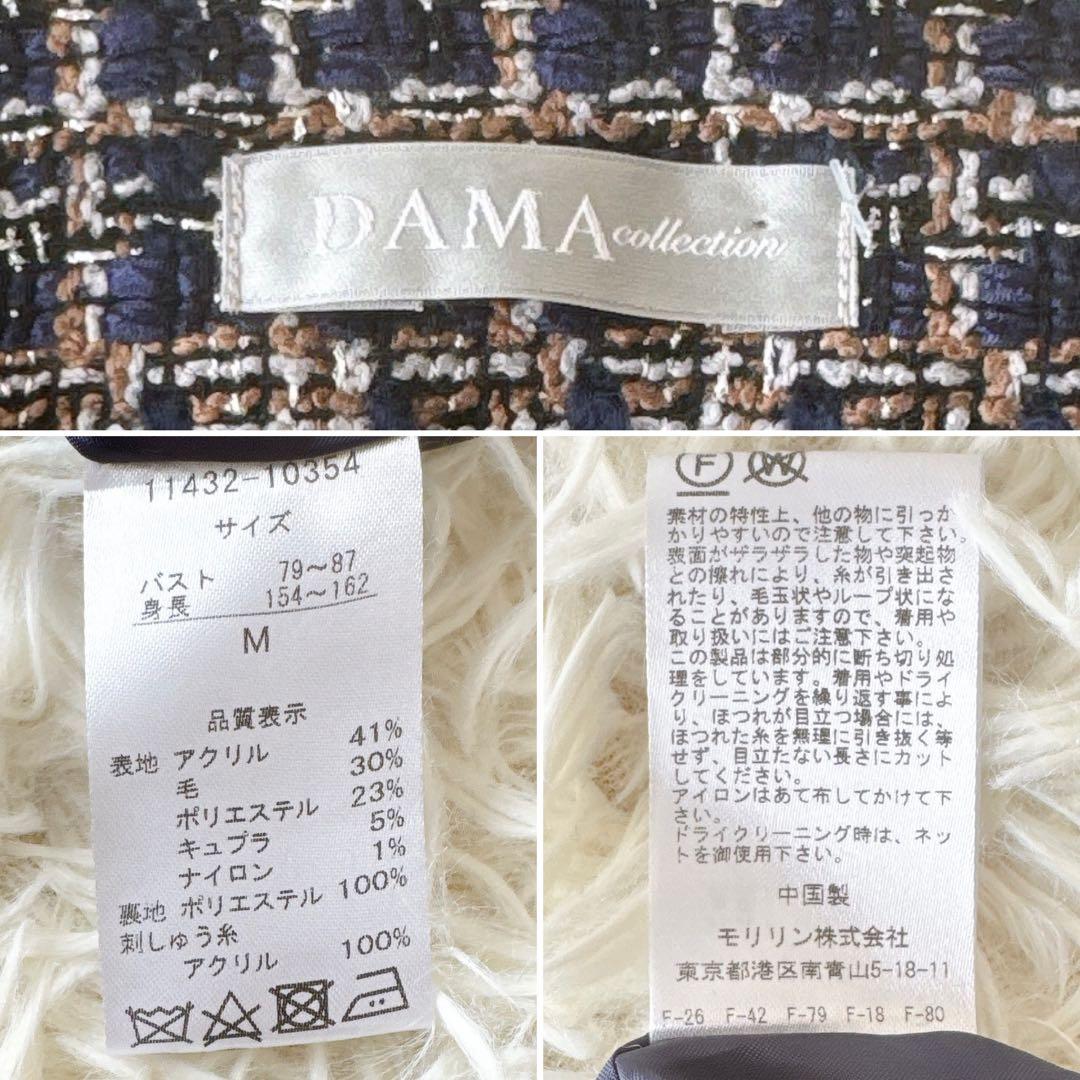 DAMA collection
11432-10354
サイズ
バスト 79～87
身長 154～162
M
品質表示
表地 アクリル 41%
毛 30%
ポリエステル 23%
キュプラ 5%
ナイロン 1%
裏地 ポリエステル 100%
刺しゅう糸
アクリル 100%
F W
素材の特性上、他の物に引っか
かりやすいので注意して下さい。
表面がザラザラした物や突起物
との擦れにより、糸が引き出さ
れたり、毛玉状やループ状にな
ることがありますので、着用や
取り扱いにはご注意下さい。
この製品は部分的に断ち切り処
理をしています。着用やドライ
クリーニングを繰り返す事によ
り、ほつれが目立つ場合には、
ほつれた糸を無理に引き抜く等
せず、目立たない長さにカット
してください。
アイロンはあて布してかけて下
さい。
ドライクリーニング時は、ネッ
トを御使用下さい。
中国製
モリリン株式会社
東京都港区南青山5-18-11
F-26 F-42 F-79 F-18 F-80